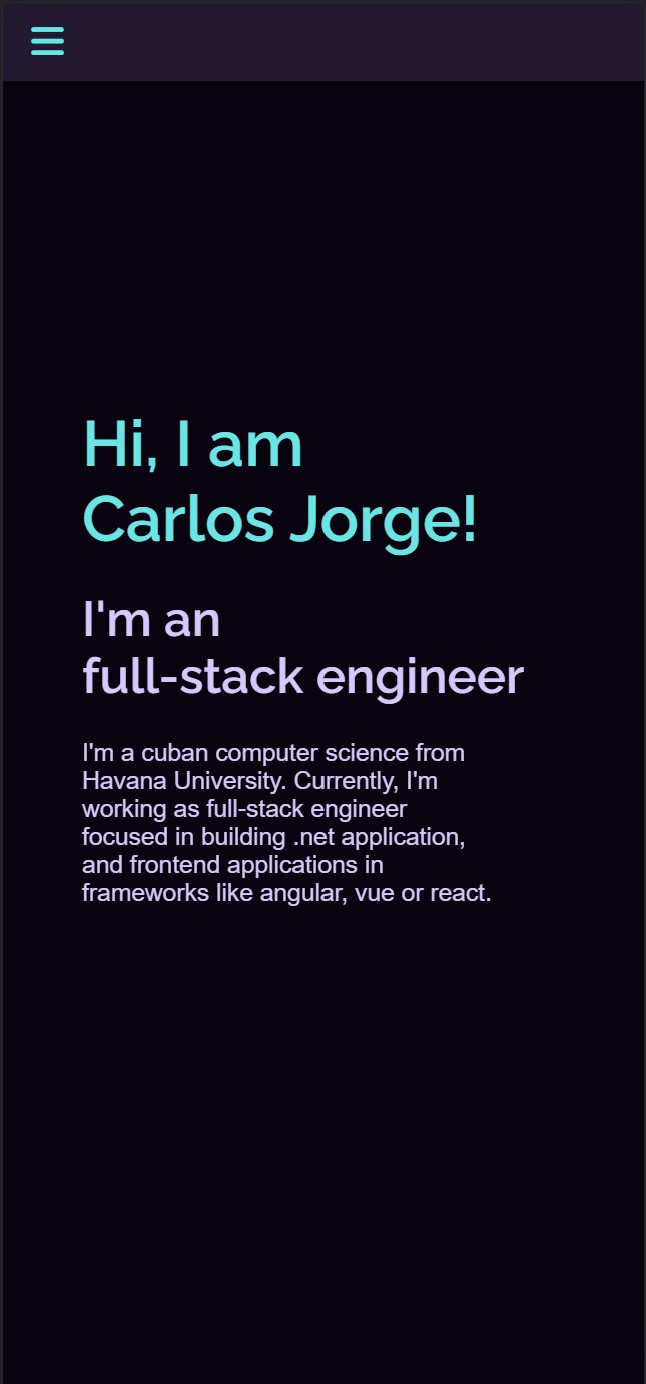 Hi, I am
Carlos Jorge!
I'm an
full-stack engineer
I'm a cuban computer science from
Havana University. Currently, I'm
working as full-stack engineer
focused in building .net application,
and frontend applications in
frameworks like angular, vue or react.